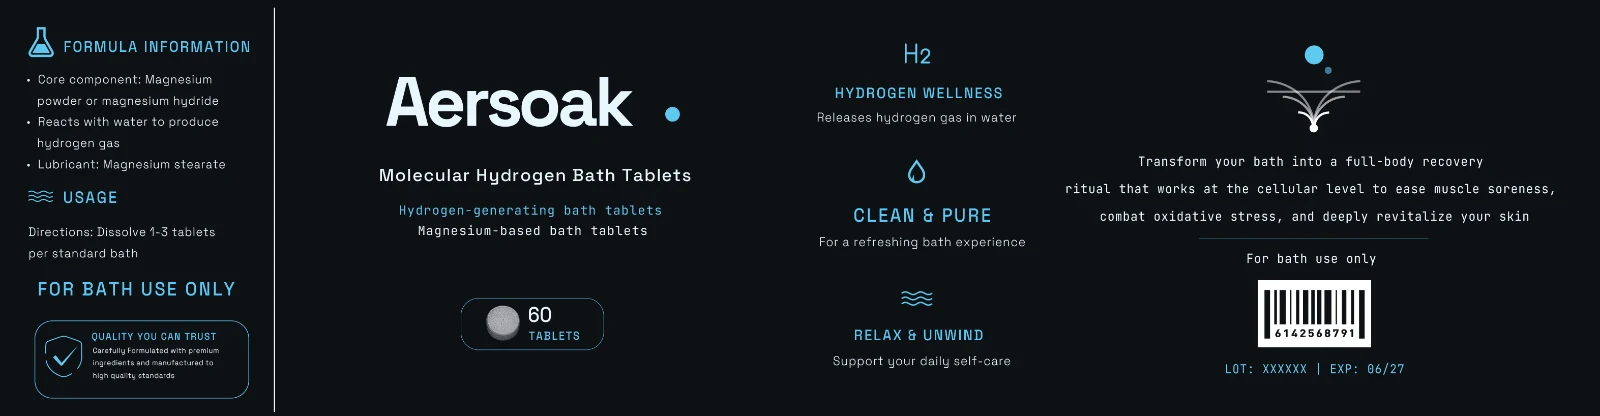 FORMULA INFORMATION
• Core component: Magnesium
powder or magnesium hydride
• Reacts with water to produce
hydrogen gas
• Lubricant: Magnesium stearate
USAGE
Directions: Dissolve 1-3 tablets
per standard bath
FOR BATH USE ONLY
QUALITY YOU CAN TRUST
Carefully Formulated with premium
ingredients and manufactured to
high quality standards
Aersoak
Molecular Hydrogen Bath Tablets
Hydrogen-generating bath tablets
Magnesium-based bath tablets
60
TABLETS
H2
HYDROGEN WELLNESS
Releases hydrogen gas in water
CLEAN & PURE
For a refreshing bath experience
RELAX & UNWIND
Support your daily self-care
Transform your bath into a full-body recovery
ritual that works at the cellular level to ease muscle soreness,
combat oxidative stress, and deeply revitalize your skin
For bath use only
6142568791
LOT: XXXXXX | EXP: 06/27